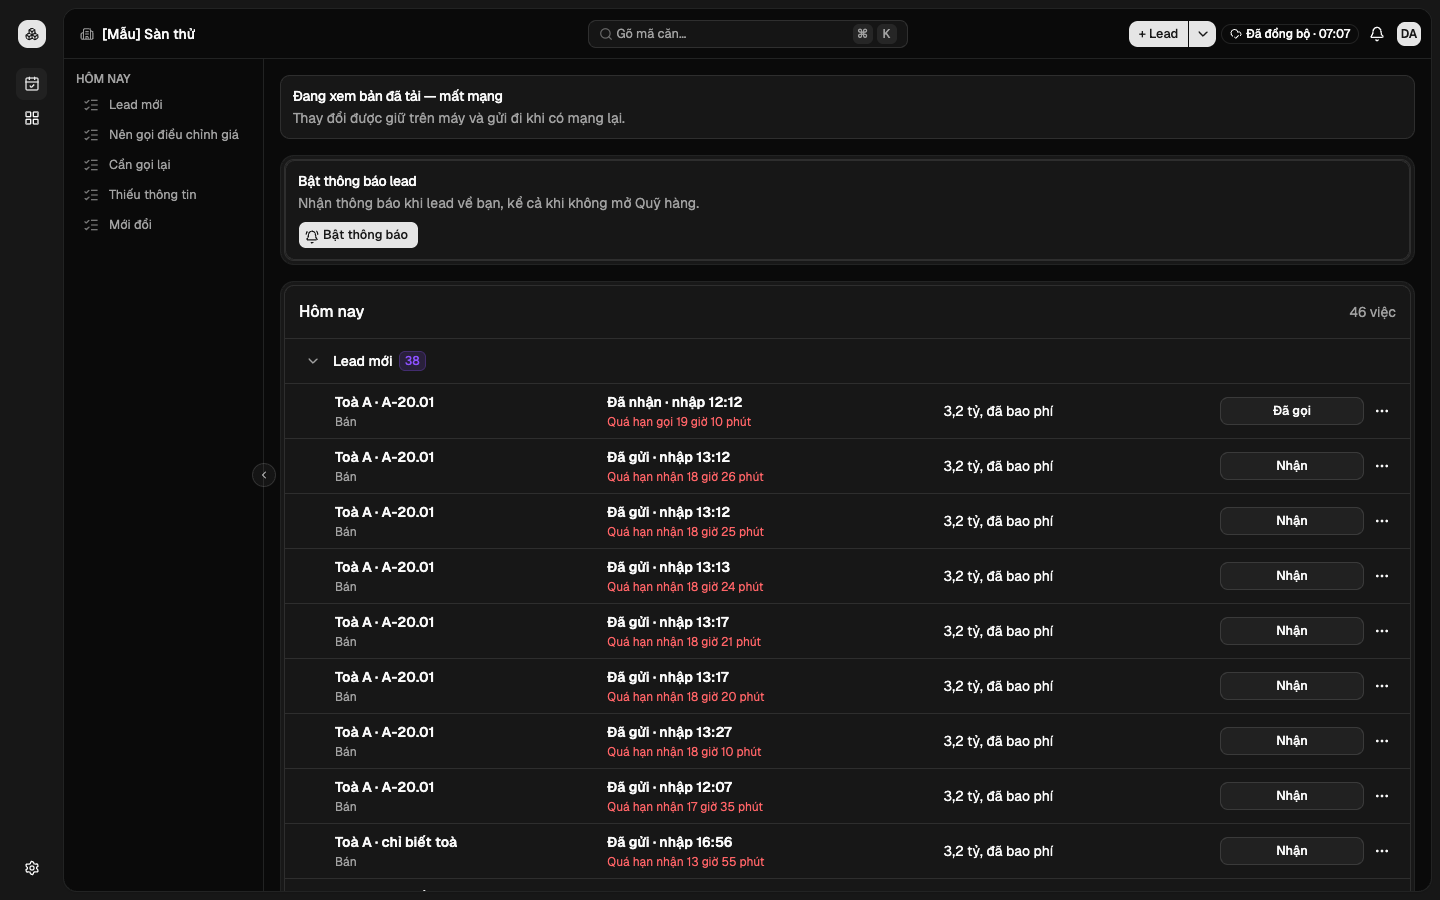 [Mẫu] Sàn thử
Gõ mã căn...
⌘ K
+ Lead
Đã đồng bộ · 07:07
DA
HÔM NAY
Lead mới
Nên gọi điều chỉnh giá
Cần gọi lại
Thiếu thông tin
Mới đổi
Đang xem bản đã tải — mất mạng
Thay đổi được giữ trên máy và gửi đi khi có mạng lại.
Bật thông báo lead
Nhận thông báo khi lead về bạn, kể cả khi không mở Quỹ hàng.
Bật thông báo
Hôm nay
46 việc
Lead mới 38
Toà A · A-20.01
Bán
Đã nhận · nhập 12:12
Quá hạn gọi 19 giờ 10 phút
3,2 tỷ, đã bao phí
Đã gọi
Toà A · A-20.01
Bán
Đã gửi · nhập 13:12
Quá hạn nhận 18 giờ 26 phút
3,2 tỷ, đã bao phí
Nhận
Toà A · A-20.01
Bán
Đã gửi · nhập 13:12
Quá hạn nhận 18 giờ 25 phút
3,2 tỷ, đã bao phí
Nhận
Toà A · A-20.01
Bán
Đã gửi · nhập 13:13
Quá hạn nhận 18 giờ 24 phút
3,2 tỷ, đã bao phí
Nhận
Toà A · A-20.01
Bán
Đã gửi · nhập 13:17
Quá hạn nhận 18 giờ 21 phút
3,2 tỷ, đã bao phí
Nhận
Toà A · A-20.01
Bán
Đã gửi · nhập 13:17
Quá hạn nhận 18 giờ 20 phút
3,2 tỷ, đã bao phí
Nhận
Toà A · A-20.01
Bán
Đã gửi · nhập 13:27
Quá hạn nhận 18 giờ 10 phút
3,2 tỷ, đã bao phí
Nhận
Toà A · A-20.01
Bán
Đã gửi · nhập 12:07
Quá hạn nhận 17 giờ 35 phút
3,2 tỷ, đã bao phí
Nhận
Toà A · chỉ biết toà
Bán
Đã gửi · nhập 16:56
Quá hạn nhận 13 giờ 55 phút
3,2 tỷ, đã bao phí
Nhận